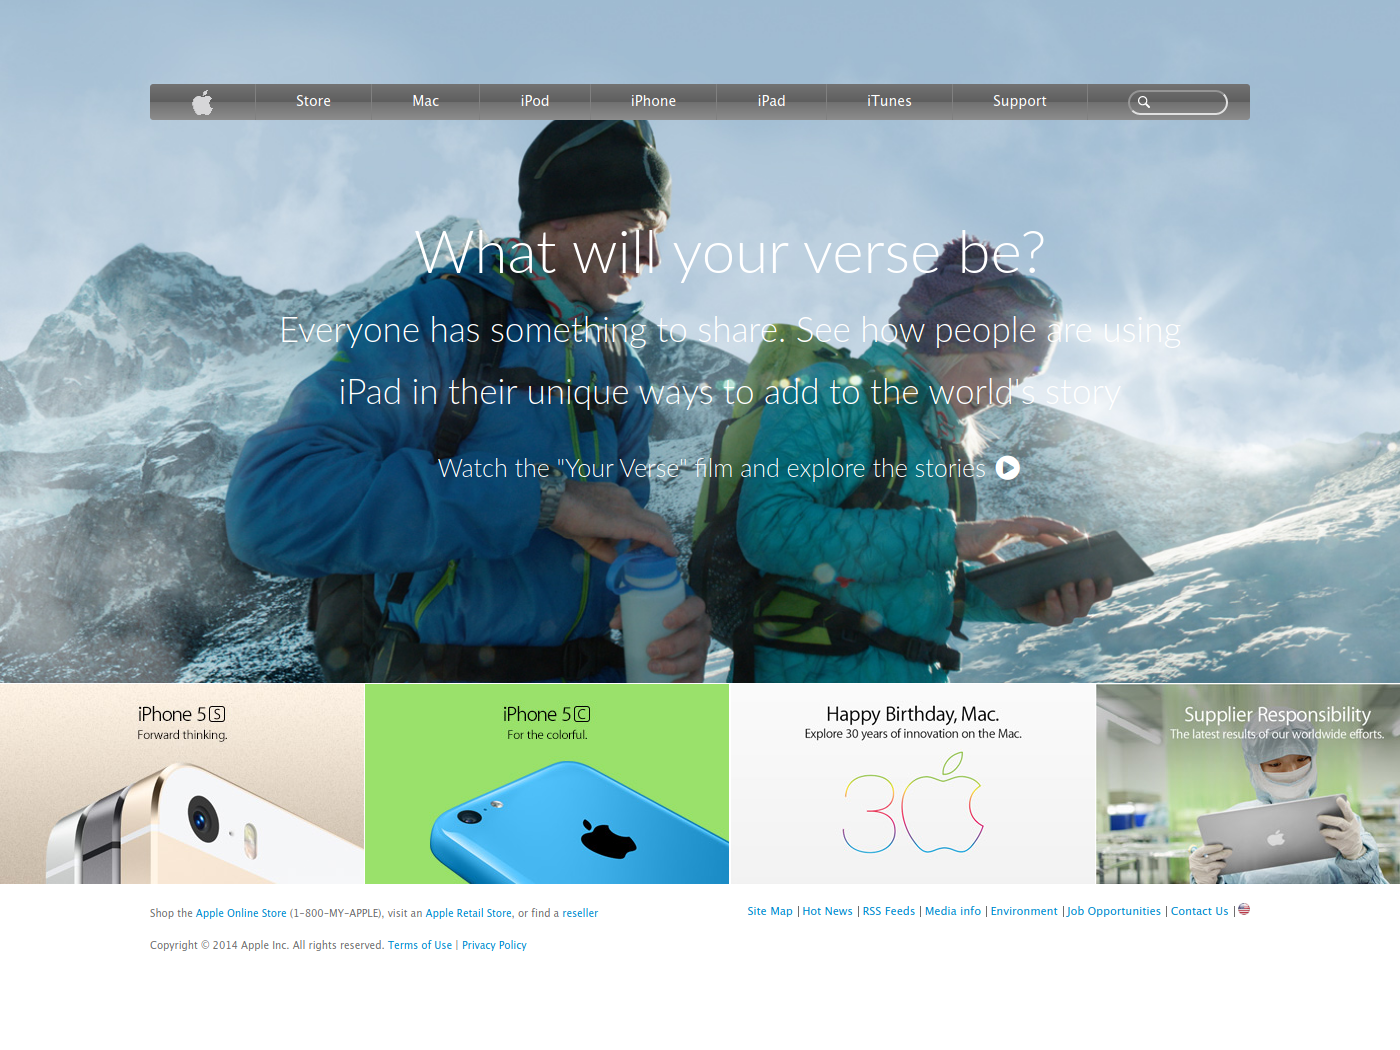 Store Mac iPod iPhone iPad iTunes Support
What will your verse be?
Everyone has something to share. See how people are using
iPad in their unique ways to add to the world's story
Watch the "Your Verse" film and explore the stories
iPhone 5S
Forward thinking.
iPhone 5C
For the colorful.
Happy Birthday, Mac.
Explore 30 years of innovation on the Mac.
30
Supplier Responsibility
The latest results of our worldwide efforts.
Shop the Apple Online Store (1-800-MY-APPLE), visit an Apple Retail Store, or find a reseller
Site Map | Hot News | RSS Feeds | Media info | Environment | Job Opportunities | Contact Us |
Copyright © 2014 Apple Inc. All rights reserved. Terms of Use | Privacy Policy